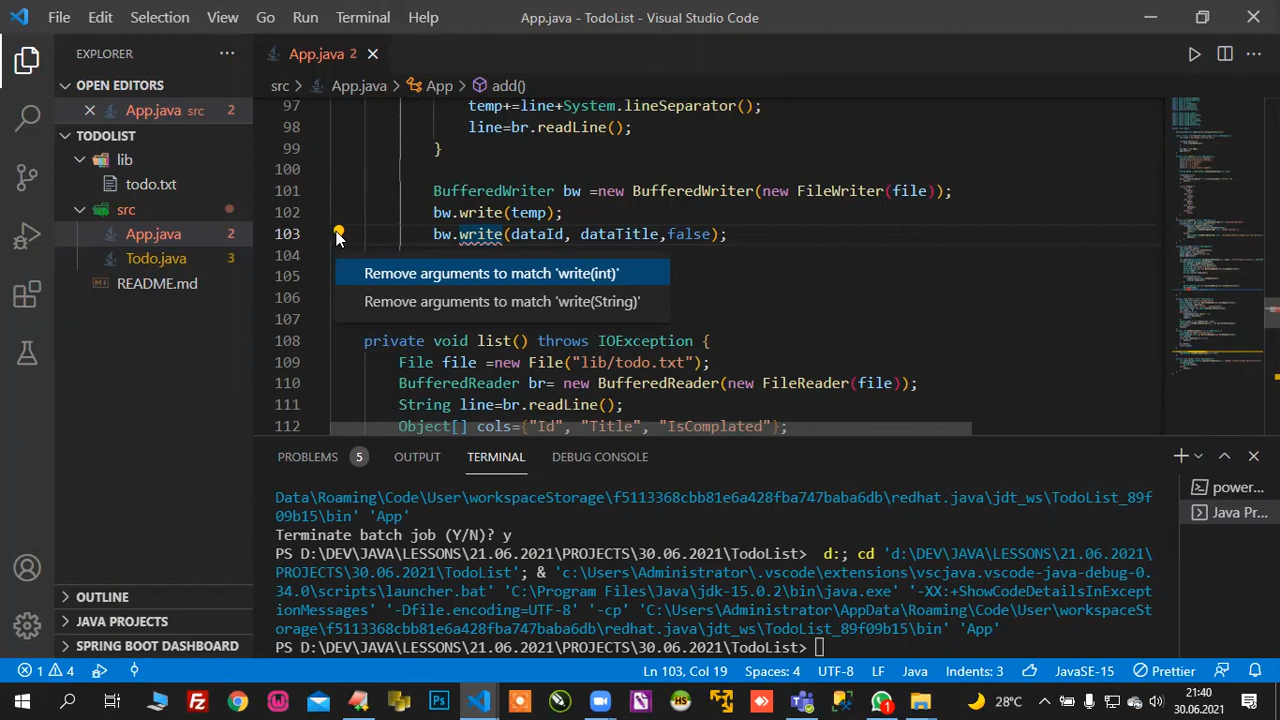 File Edit Selection View Go Run Terminal Help App.java - TodoList - Visual Studio Code
EXPLORER
OPEN EDITORS
App.java src 2
TODOLIST
lib
todo.txt
src
App.java 2
Todo.java 3
README.md
OUTLINE
JAVA PROJECTS
SPRING BOOT DASHBOARD
App.java 2
src > App.java > App > add()
97 temp+=line+System.lineSeparator();
98 line=br.readLine();
99 }
100
101 BufferedWriter bw =new BufferedWriter(new FileWriter(file));
102 bw.write(temp);
103 bw.write(dataId, dataTitle,false);
104
105
106
107
Remove arguments to match 'write(int)'
Remove arguments to match 'write(String)'
108 private void list() throws IOException {
109 File file =new File("lib/todo.txt");
110 BufferedReader br= new BufferedReader(new FileReader(file));
111 String line=br.readLine();
112 Object[] cols={"Id", "Title", "IsComplated"};
PROBLEMS 5 OUTPUT TERMINAL DEBUG CONSOLE
Data\Roaming\Code\User\workspaceStorage\f5113368cbb81e6a428fba747baba6db\redhat.java\jdt_ws\TodoList_89f
09b15\bin' 'App'
Terminate batch job (Y/N)? y
PS D:\DEV\JAVA\LESSONS\21.06.2021\PROJECTS\30.06.2021\TodoList> d:; cd 'd:\DEV\JAVA\LESSONS\21.06.2021\
PROJECTS\30.06.2021\TodoList'; & 'c:\Users\Administrator\.vscode\extensions\vscjava.vscode-java-debug-0.
34.0\scripts\launcher.bat' 'C:\Program Files\Java\jdk-15.0.2\bin\java.exe' '-XX:+ShowCodeDetailsInExcept
ionMessages' '-Dfile.encoding=UTF-8' '-cp' 'C:\Users\Administrator\AppData\Roaming\Code\User\workspaceSt
orage\f5113368cbb81e6a428fba747baba6db\redhat.java\jdt_ws\TodoList_89f09b15\bin' 'App'
PS D:\DEV\JAVA\LESSONS\21.06.2021\PROJECTS\30.06.2021\TodoList>
power...
Java Pr...
1 4 Ln 103, Col 19 Spaces: 4 UTF-8 LF Java Indents: 3 JavaSE-15 Prettier
28°C 21:40
30.06.2021